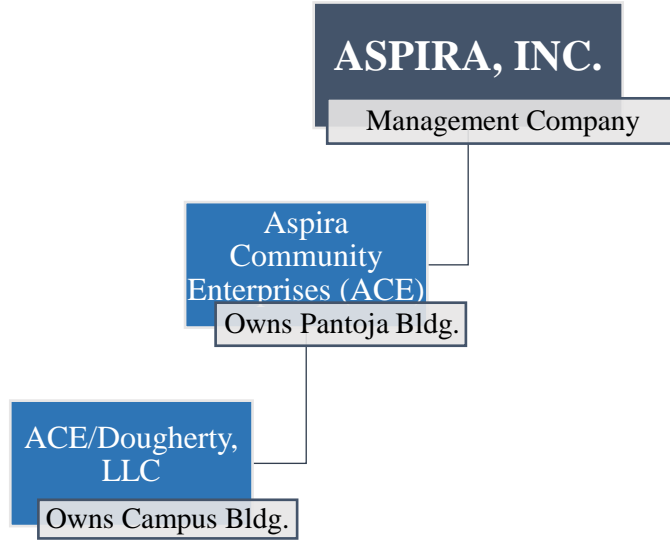 ASPIRA, INC.
Management Company
Aspira
Community
Enterprises (ACE)
Owns Pantoja Bldg.
ACE/Dougherty,
LLC
Owns Campus Bldg.